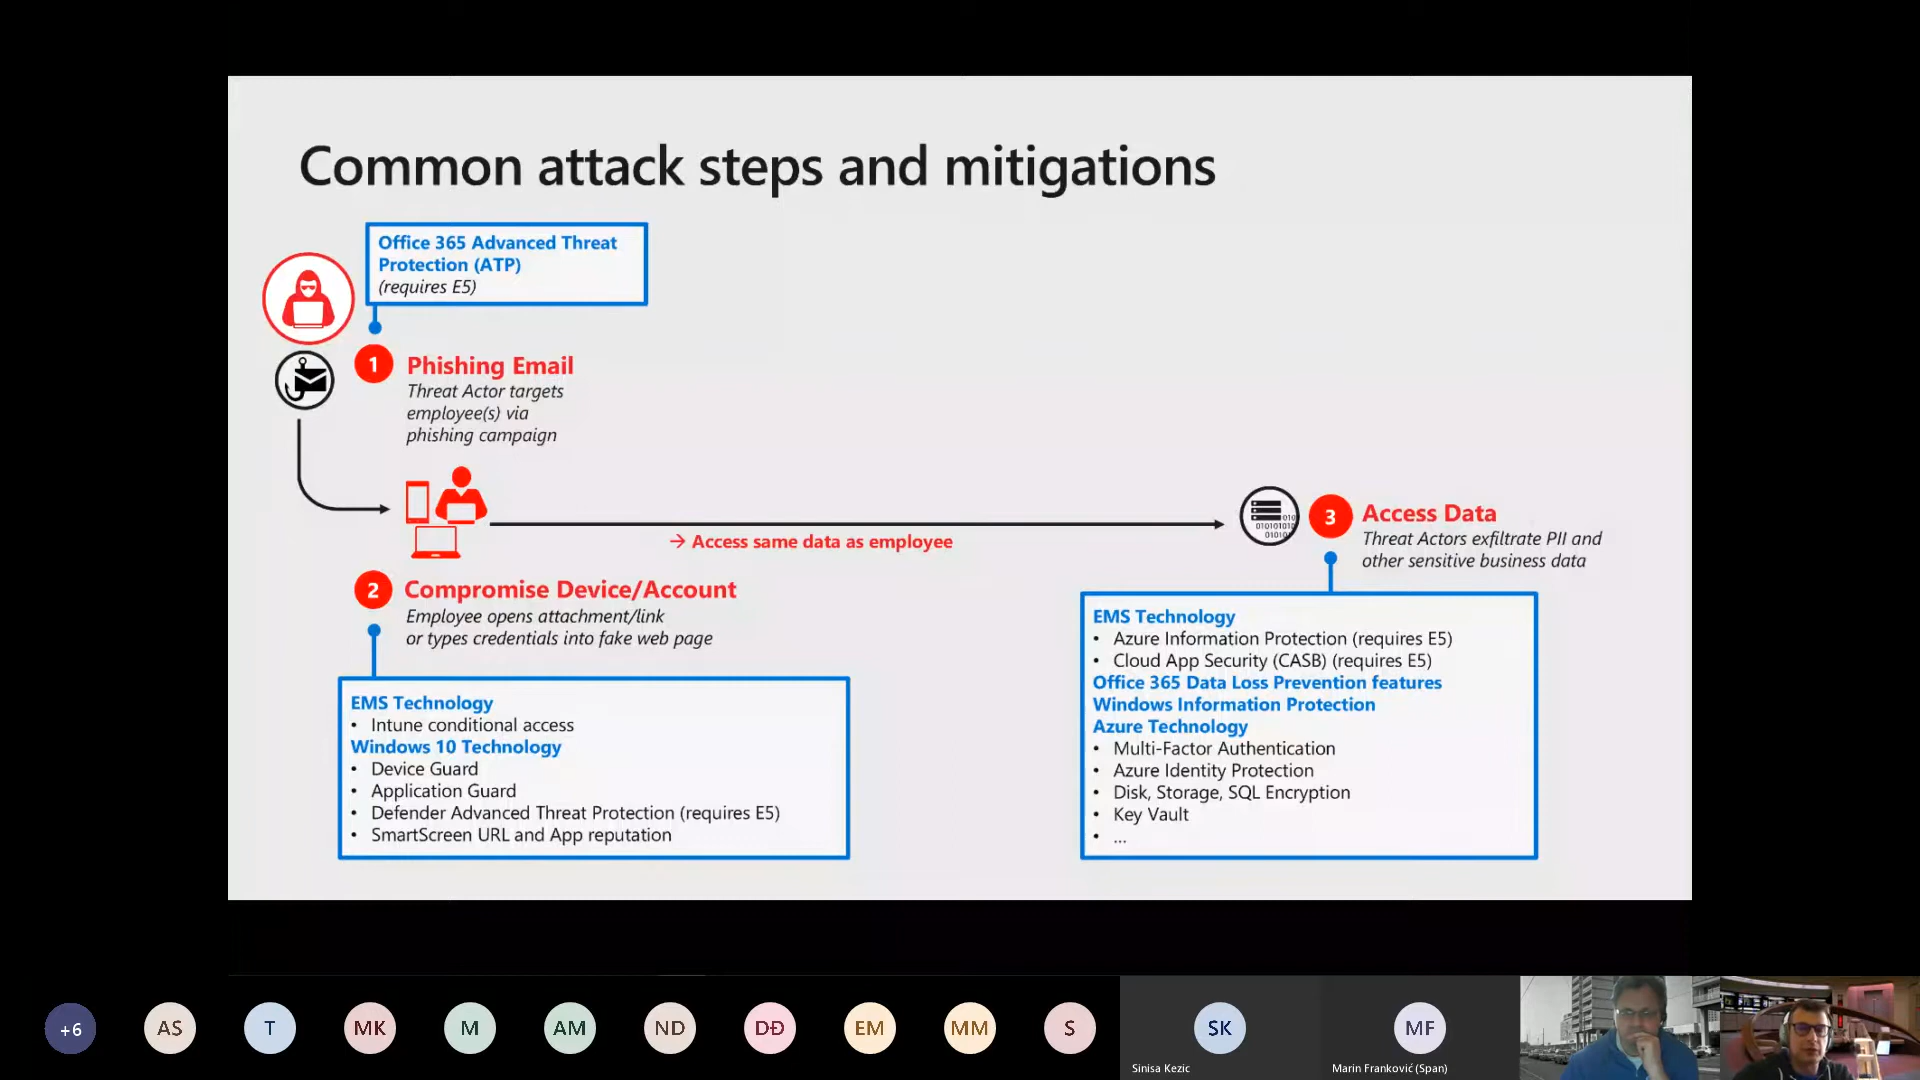 Common attack steps and mitigations
Office 365 Advanced Threat
Protection (ATP)
(requires E5)
1
Phishing Email
Threat Actor targets
employee(s) via
phishing campaign
→ Access same data as employee
2
Compromise Device/Account
Employee opens attachment/link
or types credentials into fake web page
EMS Technology
• Intune conditional access
Windows 10 Technology
• Device Guard
• Application Guard
• Defender Advanced Threat Protection (requires E5)
• SmartScreen URL and App reputation
010
01010101
01010
3
Access Data
Threat Actors exfiltrate PII and
other sensitive business data
EMS Technology
• Azure Information Protection (requires E5)
• Cloud App Security (CASB) (requires E5)
Office 365 Data Loss Prevention features
Windows Information Protection
Azure Technology
• Multi-Factor Authentication
• Azure Identity Protection
• Disk, Storage, SQL Encryption
• Key Vault
• ...
+6
AS
T
MK
M
AM
ND
DĐ
EM
MM
S
SK
Sinisa Kezic
MF
Marin Franković (Span)